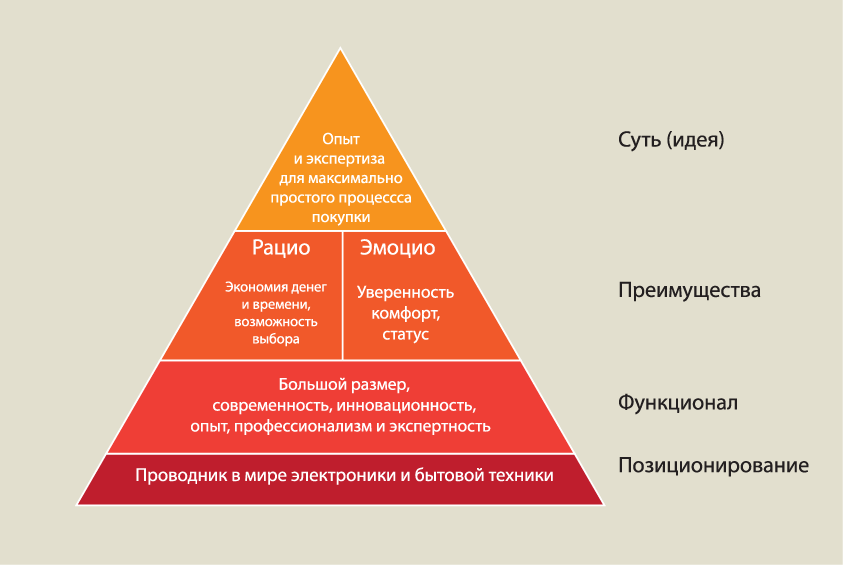 Опыт
и экспертиза
для максимально
простого процессса
покупки
Суть (идея)
Рацио
Экономия денег
и времени,
возможность
выбора
Эмоцио
Уверенность
комфорт,
статус
Преимущества
Большой размер,
современность, инновационность,
опыт, профессионализм и экспертность
Функционал
Проводник в мире электроники и бытовой техники
Позиционирование